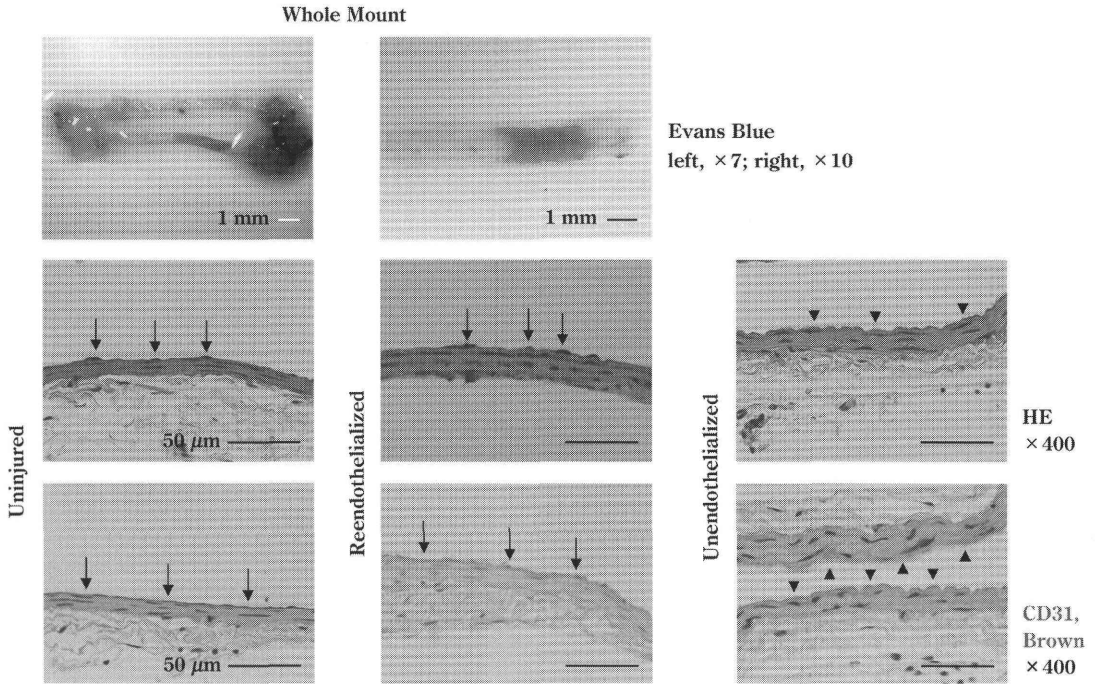 Whole Mount
1 mm
1 mm
Evans Blue
left, ×7; right, ×10
Uninjured
50 μm
Reendothelialized
Unendothelialized
HE
×400
50 μm
CD31,
Brown
×400